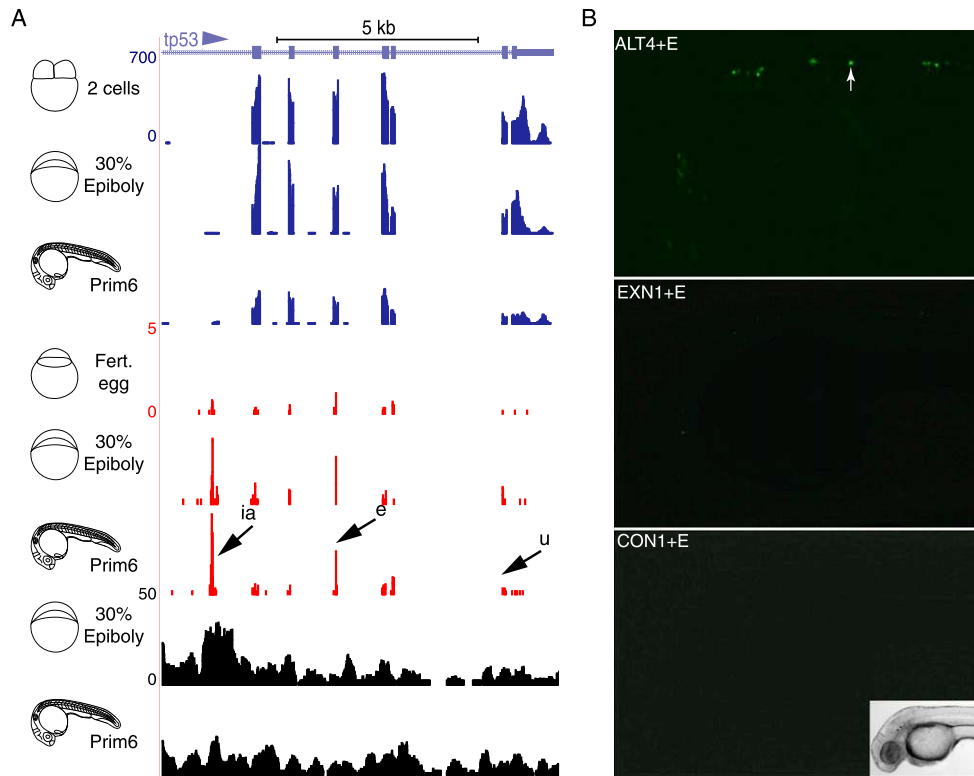 A
tp53
5 kb
700
2 cells
0
30%
Epiboly
Prim6
5
Fert.
egg
0
30%
Epiboly
ia
e
u
Prim6
50
30%
Epiboly
0
Prim6
B
ALT4+E
EXN1+E
CON1+E